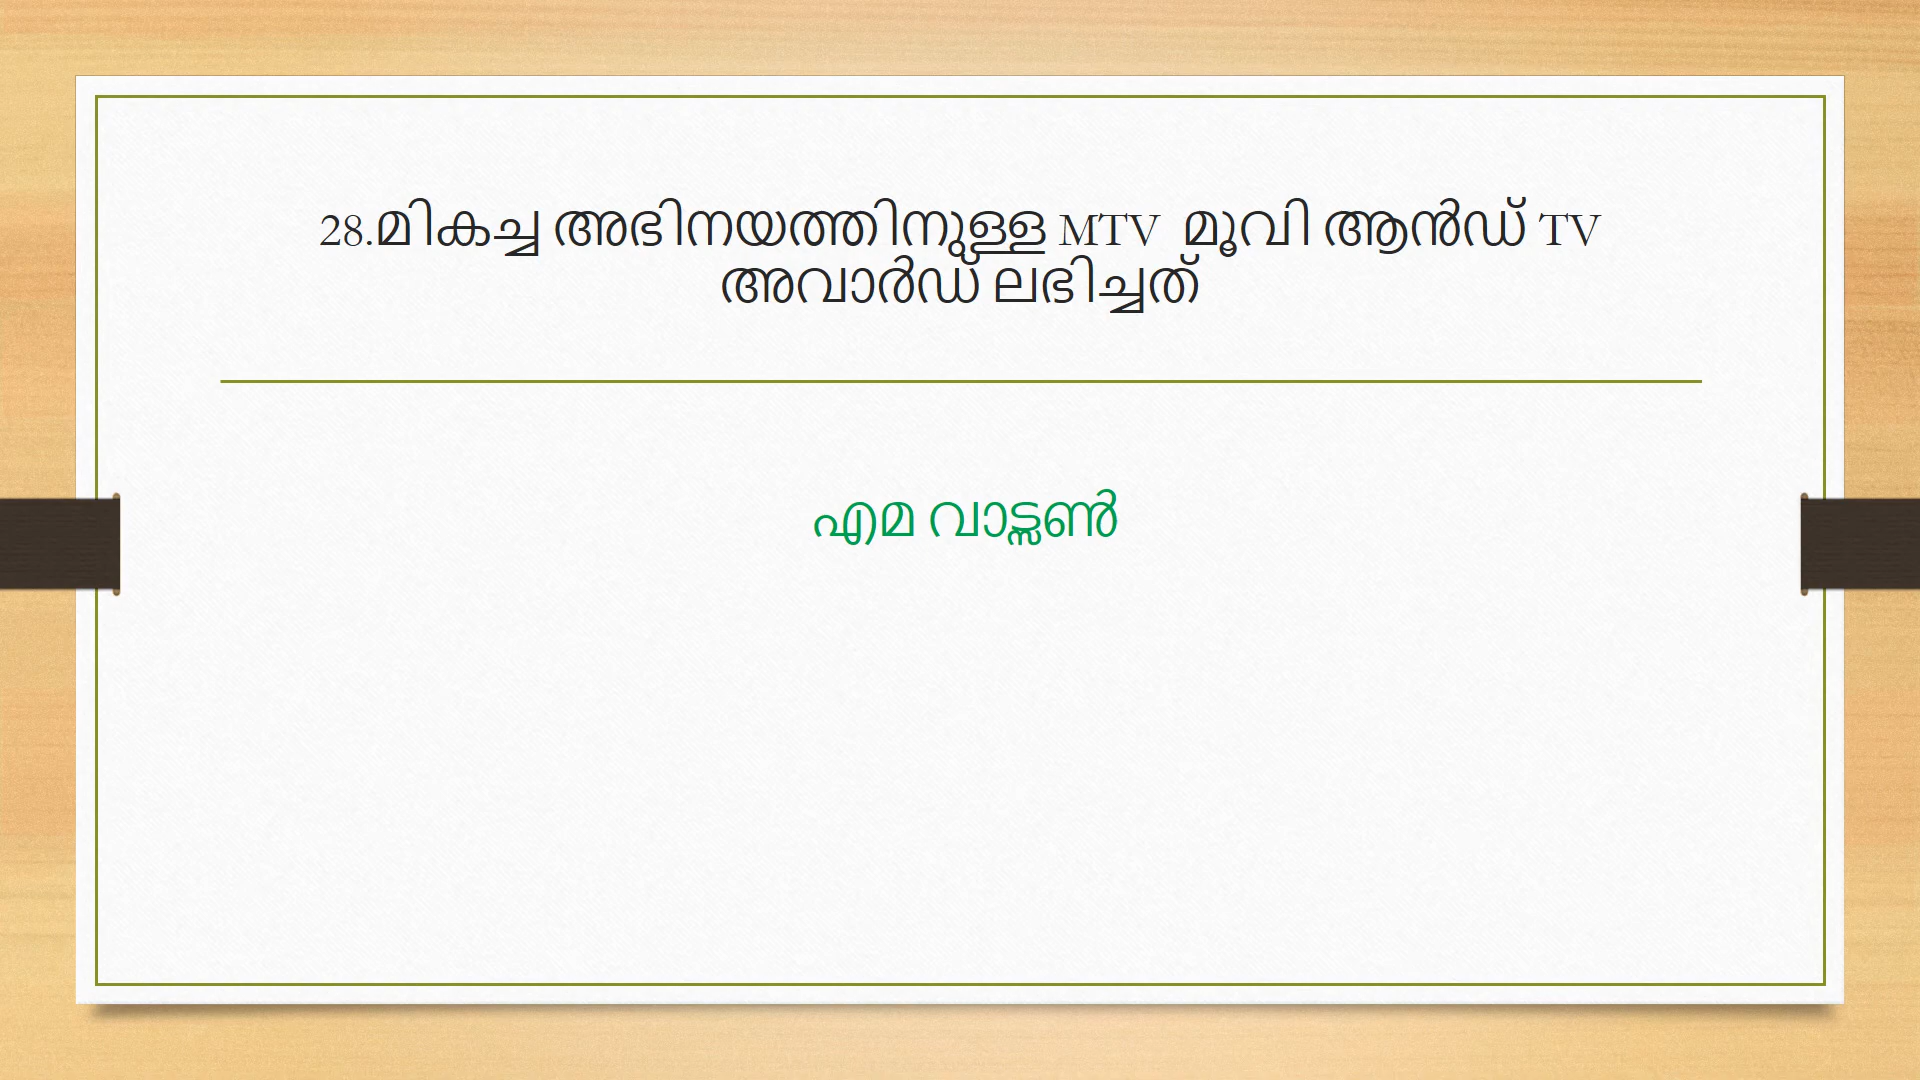 28.മികച്ച അഭിനയത്തിനുള്ള MTV മൂവി ആൻഡ് TV
അവാർഡ് ലഭിച്ചത്
എമ വാട്സൺ